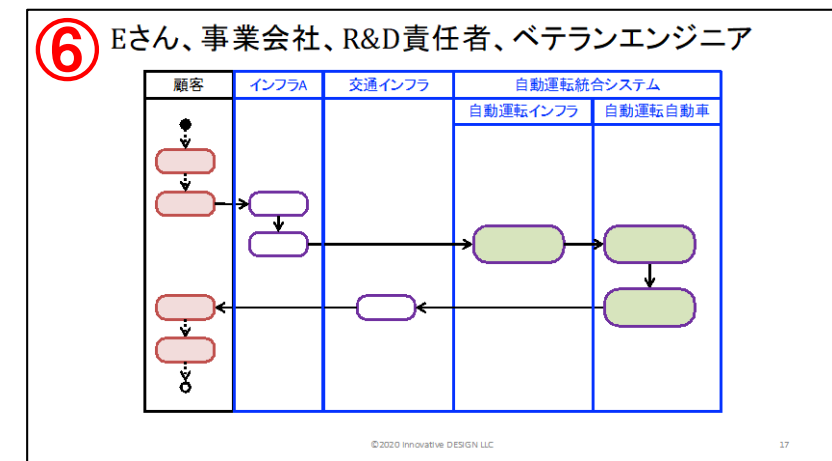 ⑥ Eさん、事業会社、R&D責任者、ベテランエンジニア
顧客 インフラA 交通インフラ 自動運転統合システム
自動運転インフラ 自動運転自動車
©2020 Innovative DESIGN LLC 17